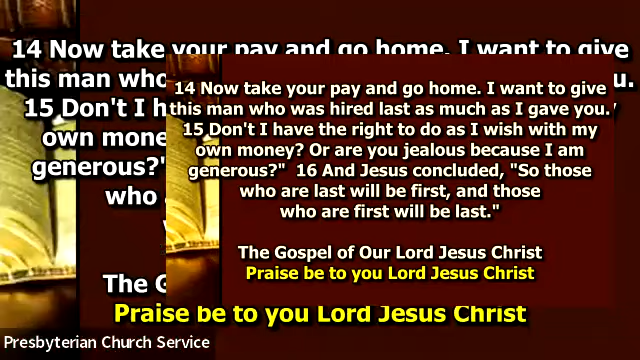 14 Now take your pay and go home. I want to give
this man who
u.
15 Don't I h
own mone
generous?"
who
The G
Praise be to you Lord Jesus Christ
14 Now take your pay and go home. I want to give
this man who was hired last as much as I gave you.
15 Don't I have the right to do as I wish with my
own money? Or are you jealous because I am
generous?" 16 And Jesus concluded, "So those
who are last will be first, and those
who are first will be last."
The Gospel of Our Lord Jesus Christ
Praise be to you Lord Jesus Christ
Presbyterian Church Service